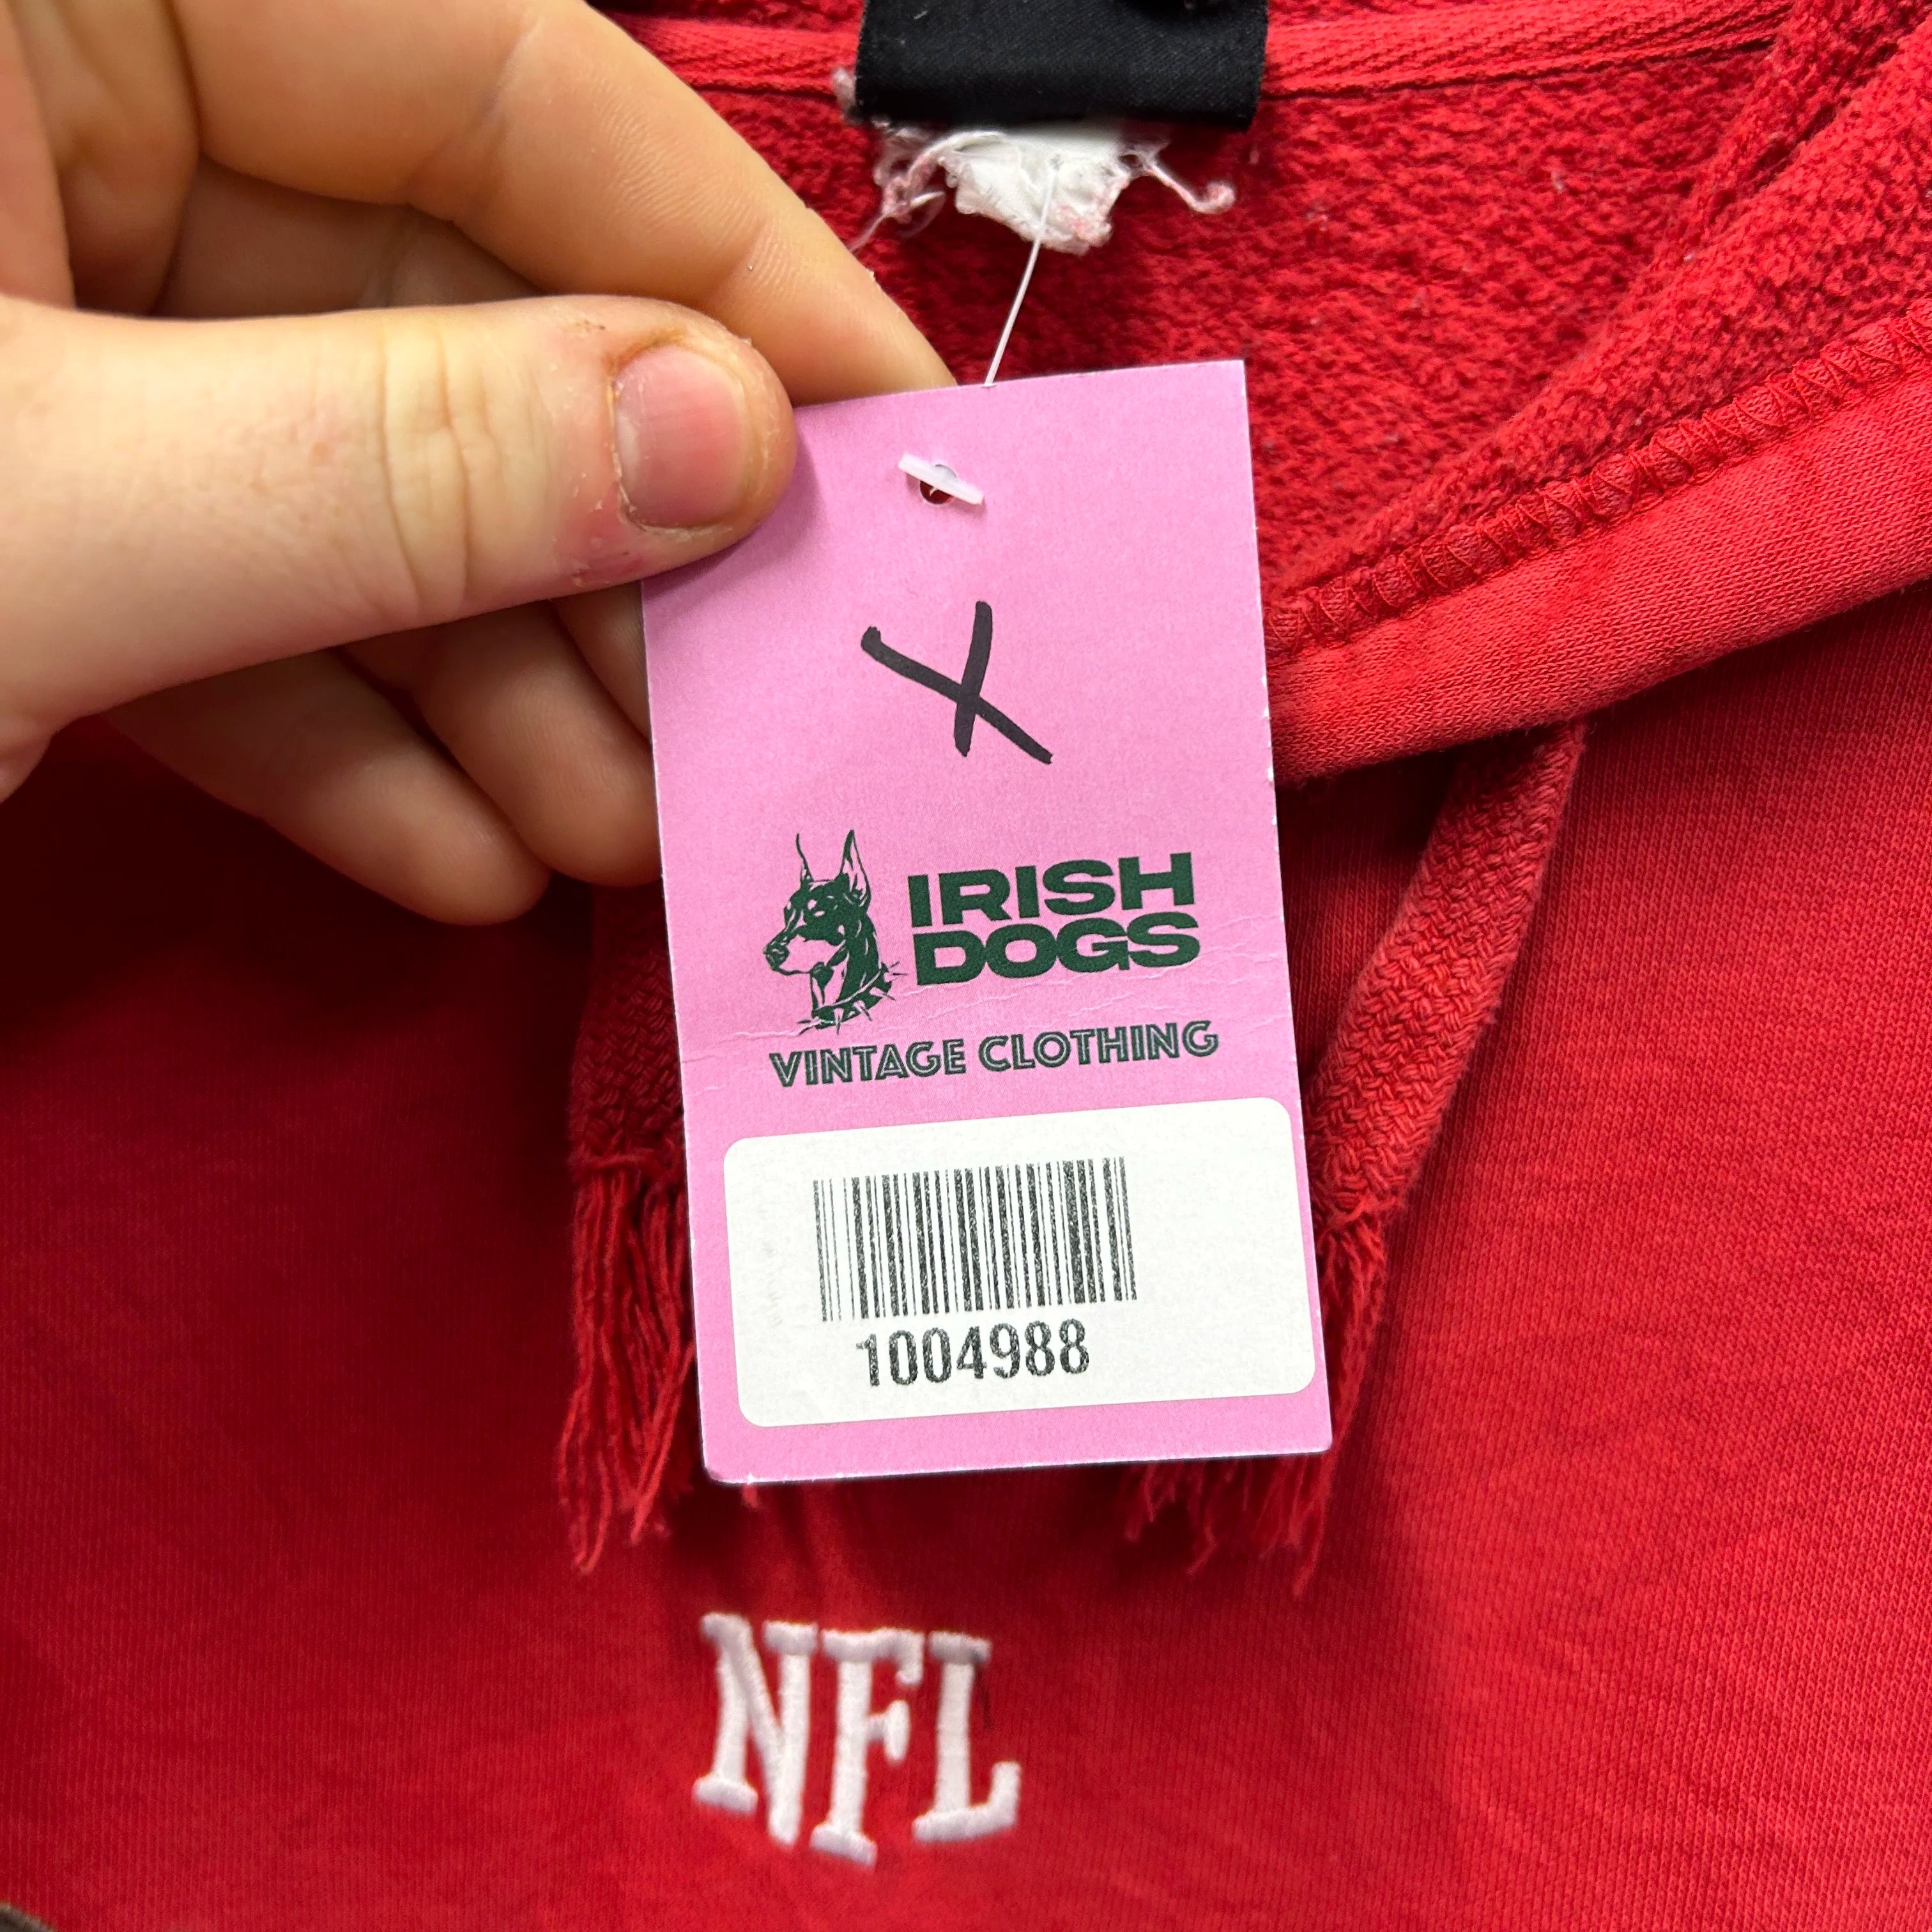 X
IRISH
DOGS
VINTAGE CLOTHING
1004988
NFL